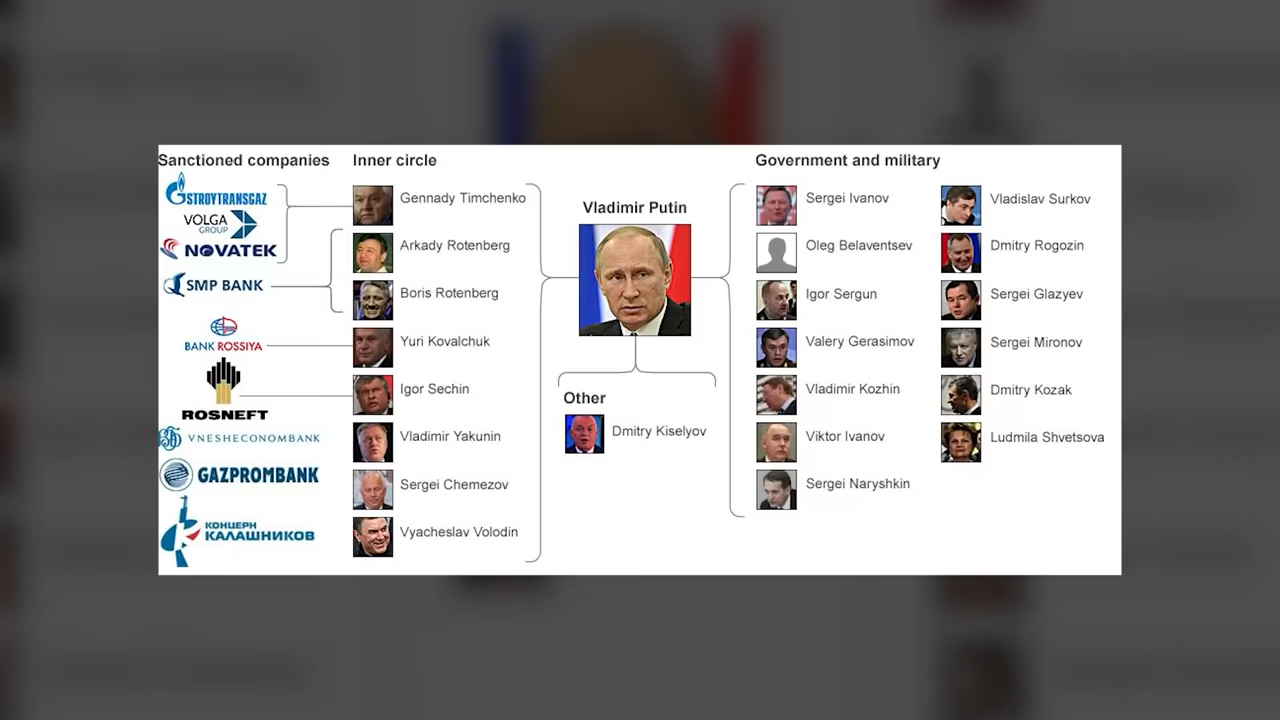 Sanctioned companies
Inner circle
Government and military
STROYTRANSGAZ
VOLGA
GROUP
NOVATEK
SMP BANK
BANK ROSSIYA
ROSNEFT
VNESHECONOMBANK
GAZPROMBANK
КОНЦЕРН
КАЛАШНИКОВ
Gennady Timchenko
Arkady Rotenberg
Boris Rotenberg
Yuri Kovalchuk
Igor Sechin
Vladimir Yakunin
Sergei Chemezov
Vyacheslav Volodin
Vladimir Putin
Other
Dmitry Kiselyov
Sergei Ivanov
Oleg Belaventsev
Igor Sergun
Valery Gerasimov
Vladimir Kozhin
Viktor Ivanov
Sergei Naryshkin
Vladislav Surkov
Dmitry Rogozin
Sergei Glazyev
Sergei Mironov
Dmitry Kozak
Ludmila Shvetsova